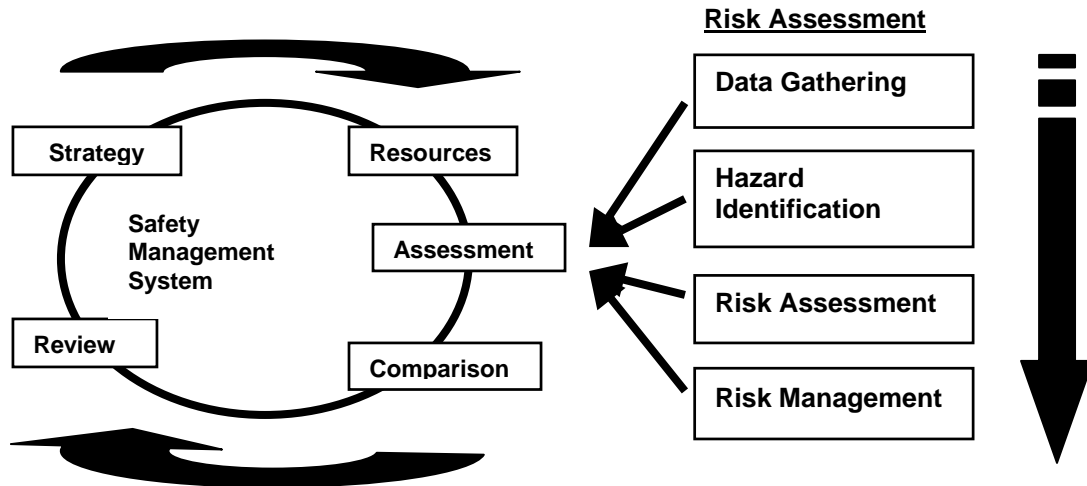 Risk Assessment
Data Gathering
Strategy
Resources
Hazard
Identification
Safety
Management
System
Assessment
Risk Assessment
Review
Comparison
Risk Management